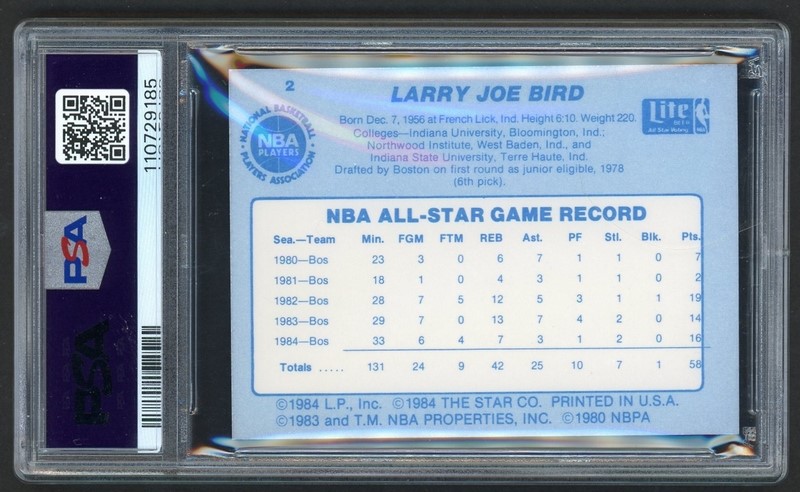 110729185
PSA
PSA
2
LARRY JOE BIRD
NATIONAL BASKETBALL
NBA
PLAYERS
PLAYERS ASSOCIATION
Born Dec. 7, 1956 at French Lick, Ind. Height 6:10. Weight 220.
Colleges—Indiana University, Bloomington, Ind.;
Northwood Institute, West Baden, Ind., and
Indiana State University, Terre Haute, Ind.
Drafted by Boston on first round as junior eligible, 1978
(6th pick).
Lite
NBA ALL-STAR GAME RECORD
Sea.—Team Min. FGM FTM REB Ast. PF Stl. Blk. Pts.
1980—Bos 23 3 0 6 7 1 1 0 7
1981—Bos 18 1 0 4 3 1 1 0 2
1982—Bos 28 7 5 12 5 3 1 1 19
1983—Bos 29 7 0 13 7 4 2 0 14
1984—Bos 33 6 4 7 3 1 2 0 16
Totals ..... 131 24 9 42 25 10 7 1 58
©1984 L.P., Inc. ©1984 THE STAR CO. PRINTED IN U.S.A.
©1983 and T.M. NBA PROPERTIES, INC. ©1980 NBPA